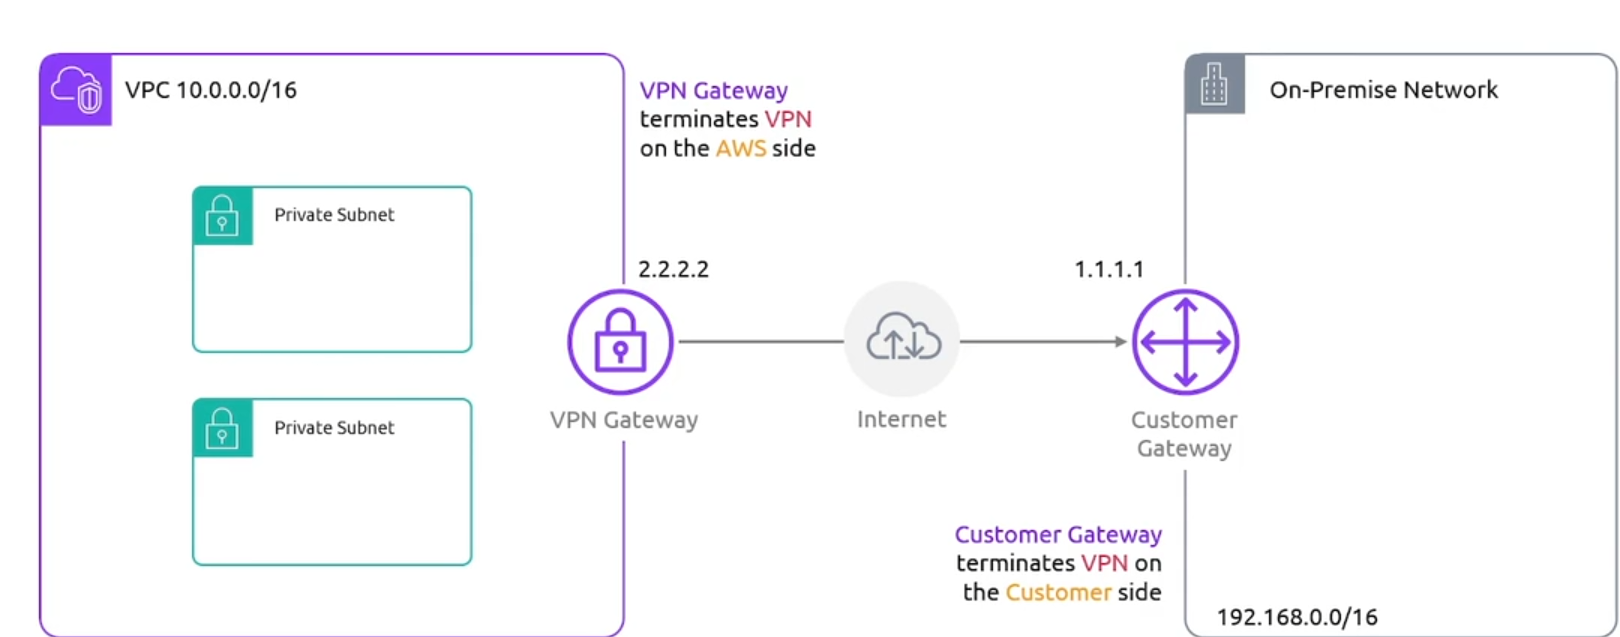 VPC 10.0.0.0/16
VPN Gateway
terminates VPN
on the AWS side
On-Premise Network
Private Subnet
2.2.2.2
1.1.1.1
Private Subnet
VPN Gateway
Internet
Customer
Gateway
Customer Gateway
terminates VPN on
the Customer side
192.168.0.0/16